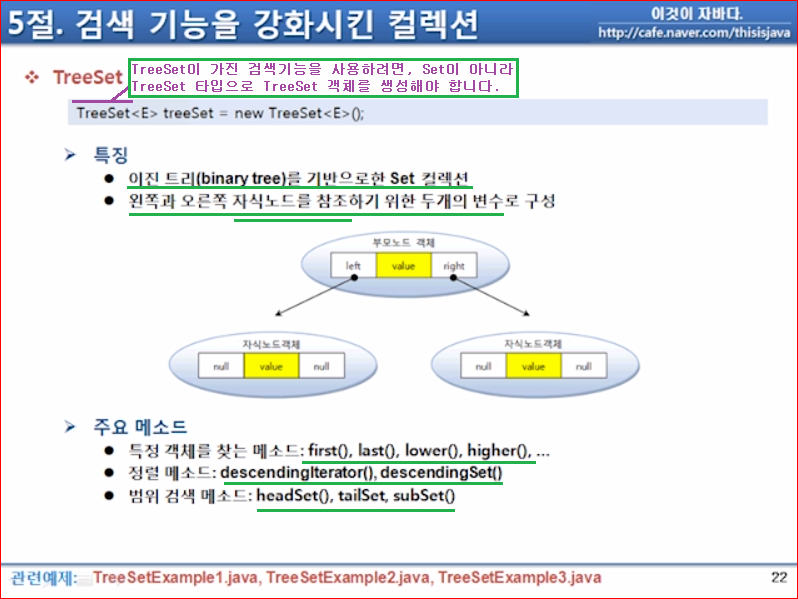 5절. 검색 기능을 강화시킨 컬렉션
이것이 자바다.
http://cafe.naver.com/thisisjava
❖ TreeSet
TreeSet이 가진 검색기능을 사용하려면, Set이 아니라
TreeSet 타입으로 TreeSet 객체를 생성해야 합니다.
TreeSet<E> treeSet = new TreeSet<E>();
➢ 특징
● 이진 트리(binary tree)를 기반으로한 Set 컬렉션
● 왼쪽과 오른쪽 자식노드를 참조하기 위한 두개의 변수로 구성
부모노드 객체
left value right
자식노드객체 자식노드객체
null value null null value null
➢ 주요 메소드
● 특정 객체를 찾는 메소드: first(), last(), lower(), higher(), ...
● 정렬 메소드: descendingIterator(), descendingSet()
● 범위 검색 메소드: headSet(), tailSet, subSet()
관련예제: TreeSetExample1.java, TreeSetExample2.java, TreeSetExample3.java
22